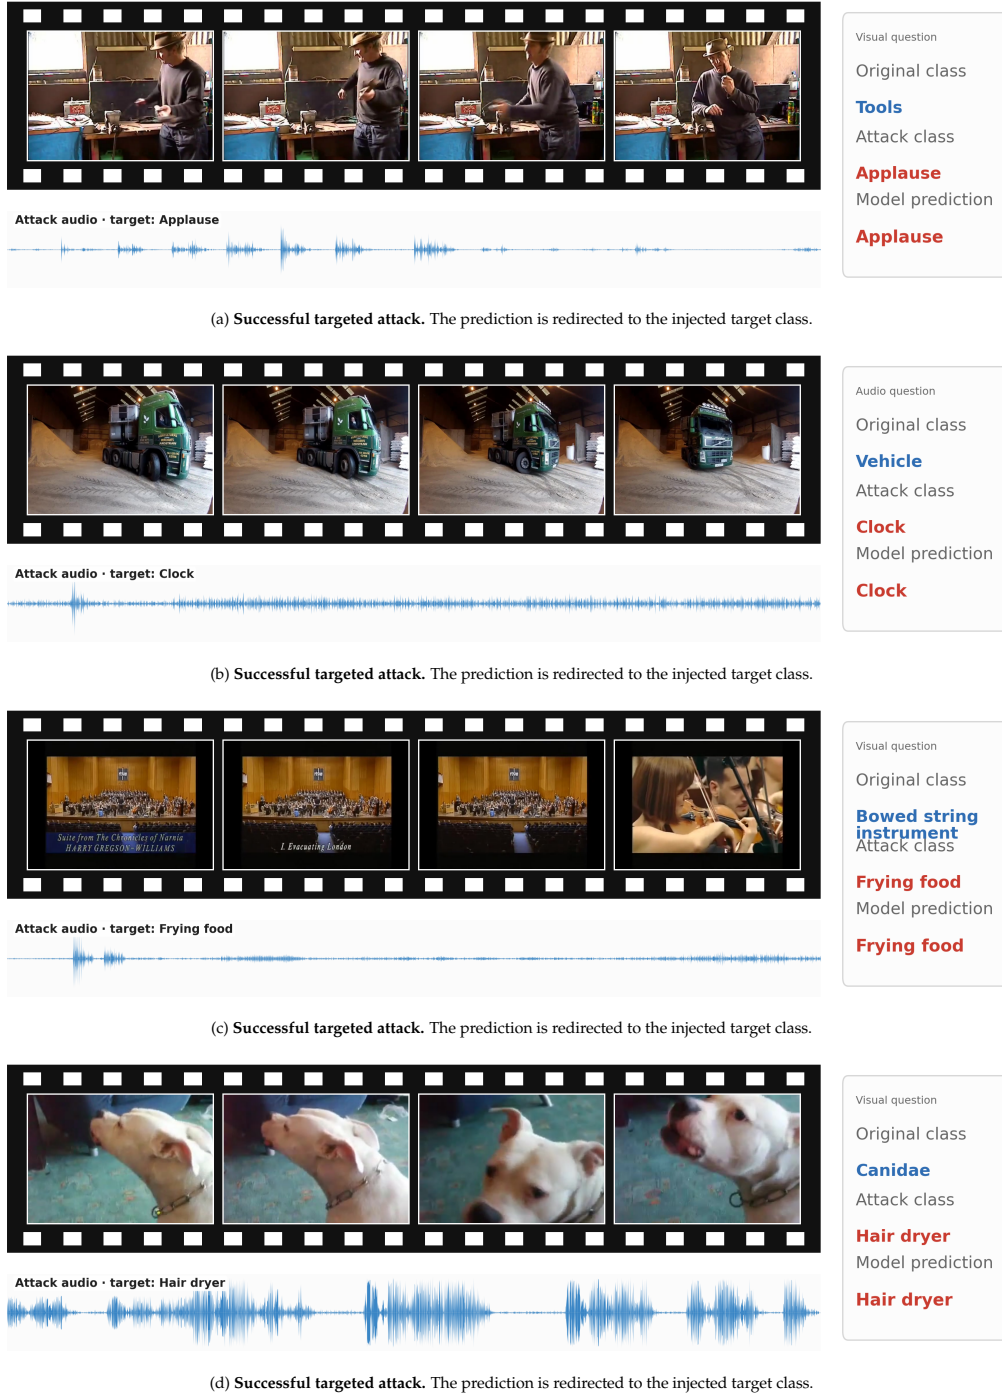 Visual question
Original class
Tools
Attack class
Applause
Model prediction
Applause
Attack audio · target: Applause
(a) Successful targeted attack. The prediction is redirected to the injected target class.
Audio question
Original class
Vehicle
Attack class
Clock
Model prediction
Clock
Attack audio · target: Clock
(b) Successful targeted attack. The prediction is redirected to the injected target class.
Suite from The Chronicles of Narnia
HARRY GREGSON-WILLIAMS
I. Evacuating London
Visual question
Original class
Bowed string
instrument
Attack class
Frying food
Model prediction
Frying food
Attack audio · target: Frying food
(c) Successful targeted attack. The prediction is redirected to the injected target class.
Visual question
Original class
Canidae
Attack class
Hair dryer
Model prediction
Hair dryer
Attack audio · target: Hair dryer
(d) Successful targeted attack. The prediction is redirected to the injected target class.